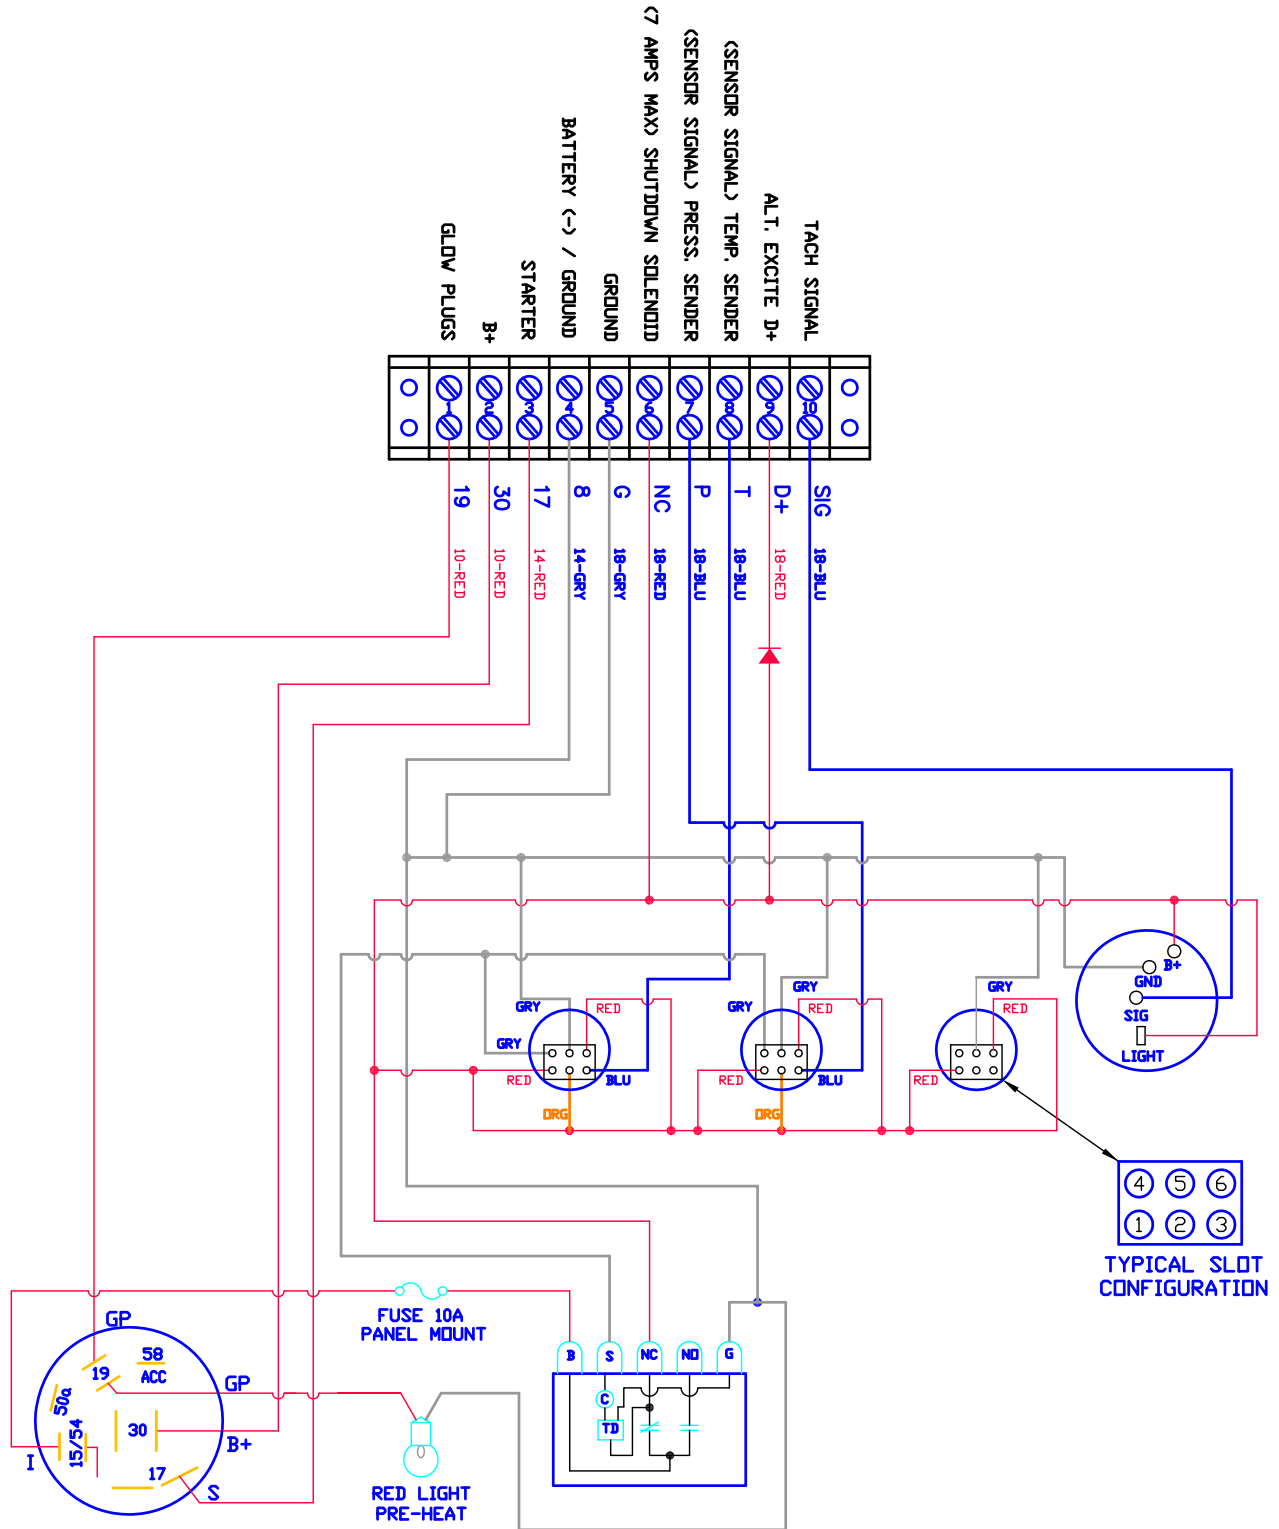 (7 AMPS MAX) SHUTDOWN SOLENOID
(SENSOR SIGNAL) PRESS. SENDER
(SENSOR SIGNAL) TEMP. SENDER
BATTERY (-) / GROUND
ALT. EXCITE D+
TACH SIGNAL
GLOW PLUGS
STARTER
GROUND
B+
1
2
3
4
5
6
7
8
9
10
19
30
17
8
G
NC
P
T
D+
SIG
10-RED
10-RED
14-RED
14-GRY
18-GRY
18-RED
18-BLU
18-BLU
18-RED
18-BLU
B+
GND
SIG
LIGHT
GRY
RED
GRY
RED
BLU
ORG
GRY
GRY
RED
RED
BLU
ORG
GRY
RED
RED
4 5 6
1 2 3
TYPICAL SLOT
CONFIGURATION
FUSE 10A
PANEL MOUNT
GP
58
ACC
19
GP
50a
30
15/54
B+
I
17
S
RED LIGHT
PRE-HEAT
B
S
NC
NO
G
C
TD